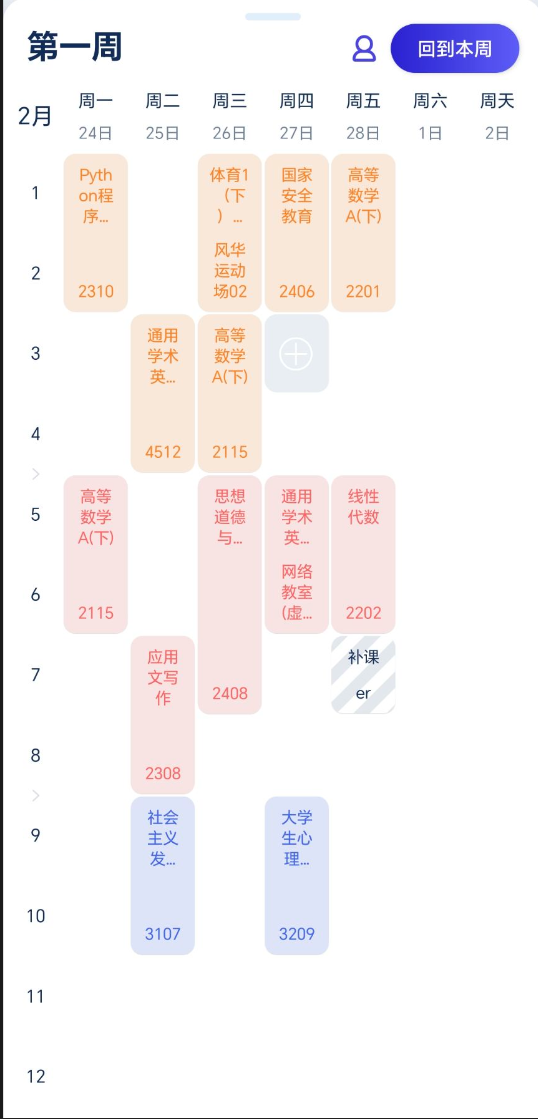 第一周
回到本周
2月
周一 周二 周三 周四 周五 周六 周天
24日 25日 26日 27日 28日 1日 2日
1
2
3
4
5
6
7
8
9
10
11
12
Pyth
on程
序...
2310
高等
数学
A(下)
2115
通用
学术
英...
4512
应用
文写
作
2308
社会
主义
发...
3107
体育1
（下
）...
风华
运动
场02
高等
数学
A(下)
2115
思想
道德
与...
2408
国家
安全
教育
2406
通用
学术
英...
网络
教室
(虚...
大学
生心
理...
3209
高等
数学
A(下)
2201
线性
代数
2202
补课
er